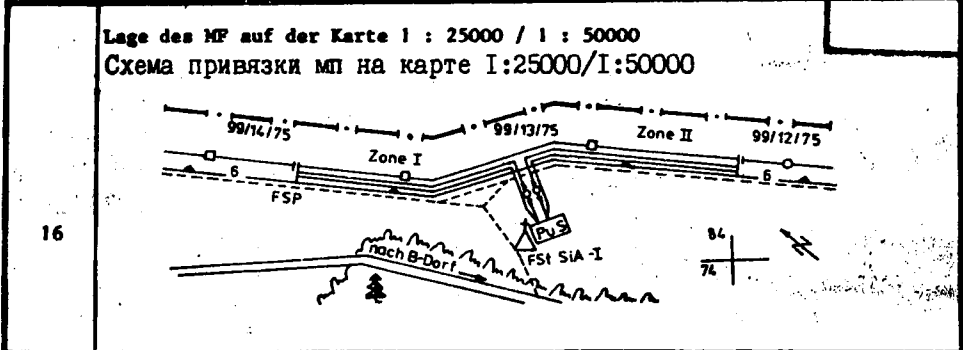 Lage des MF auf der Karte 1 : 25000 / 1 : 50000
Схема привязки мп на карте I:25000/I:50000
99/14/75
99/13/75
Zone II
99/12/75
Zone I
6
FSP
6
16
PuS
FSt SiA-I
nach B-Dorf
84
74
N